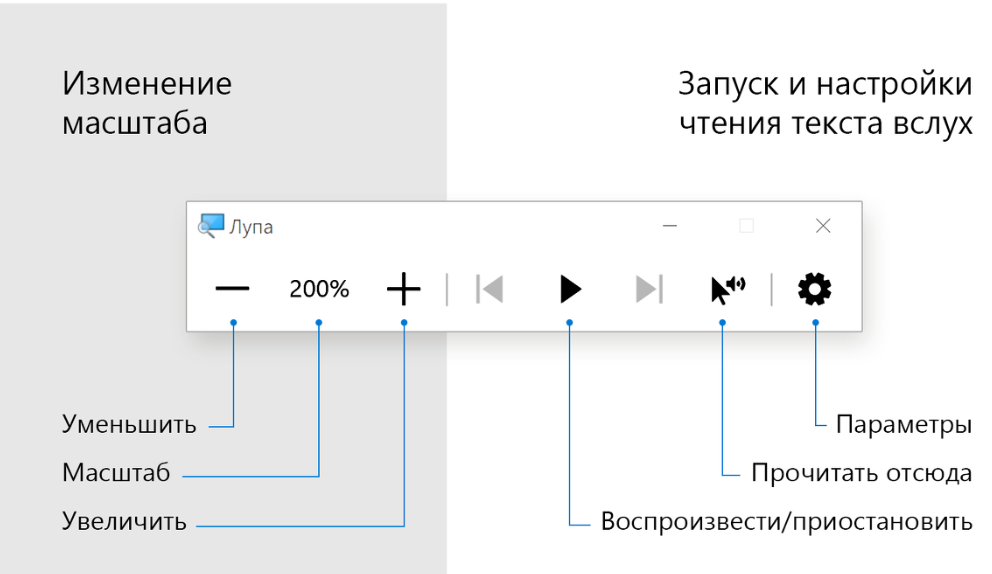 Изменение
масштаба
Запуск и настройки
чтения текста вслух
Лупа
200%
Уменьшить
Масштаб
Увеличить
Параметры
Прочитать отсюда
Воспроизвести/приостановить